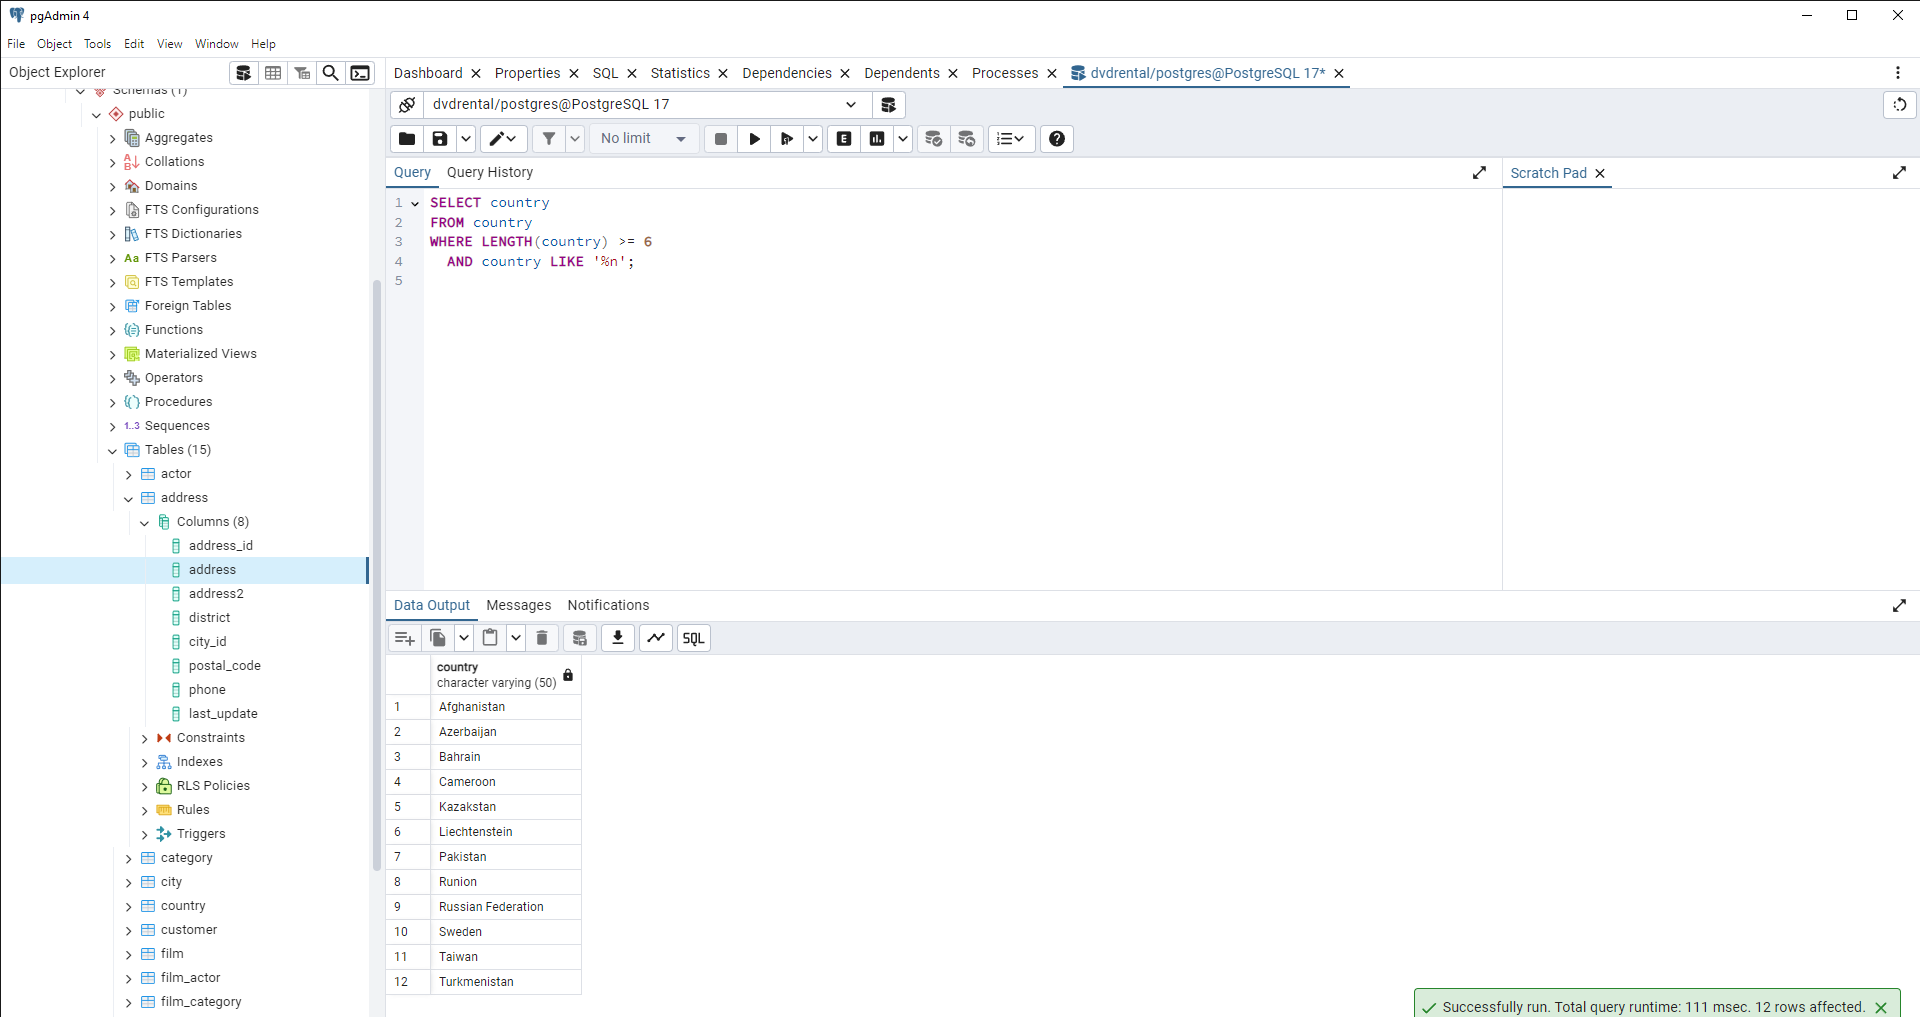 pgAdmin 4
File Object Tools Edit View Window Help
Object Explorer
Dashboard Properties SQL Statistics Dependencies Dependents Processes dvdrental/postgres@PostgreSQL 17*
dvdrental/postgres@PostgreSQL 17
No limit
E
Query Query History
Scratch Pad
1 SELECT country
2 FROM country
3 WHERE LENGTH(country) >= 6
4 AND country LIKE '%n';
5
Schemas (1)
public
Aggregates
Collations
Domains
FTS Configurations
FTS Dictionaries
Aa FTS Parsers
FTS Templates
Foreign Tables
Functions
Materialized Views
Operators
Procedures
1..3 Sequences
Tables (15)
actor
address
Columns (8)
address_id
address
address2
district
city_id
postal_code
phone
last_update
Constraints
Indexes
RLS Policies
Rules
Triggers
category
city
country
customer
film
film_actor
film_category
Data Output Messages Notifications
SQL
country
character varying (50)
1 Afghanistan
2 Azerbaijan
3 Bahrain
4 Cameroon
5 Kazakstan
6 Liechtenstein
7 Pakistan
8 Runion
9 Russian Federation
10 Sweden
11 Taiwan
12 Turkmenistan
Successfully run. Total query runtime: 111 msec. 12 rows affected.